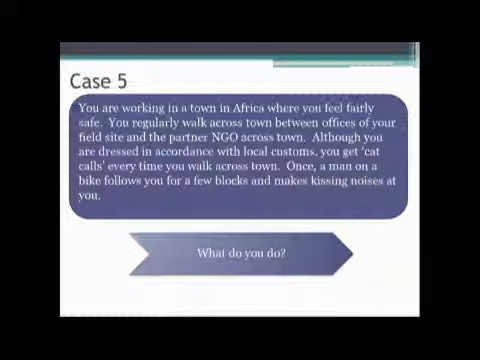 Case 5
You are working in a town in Africa where you feel fairly
safe.  You regularly walk across town between offices of your
field site and the partner NGO across town.  Although you
are dressed in accordance with local customs, you get 'cat
calls' every time you walk across town.  Once, a man on a
bike follows you for a few blocks and makes kissing noises at
you.
What do you do?